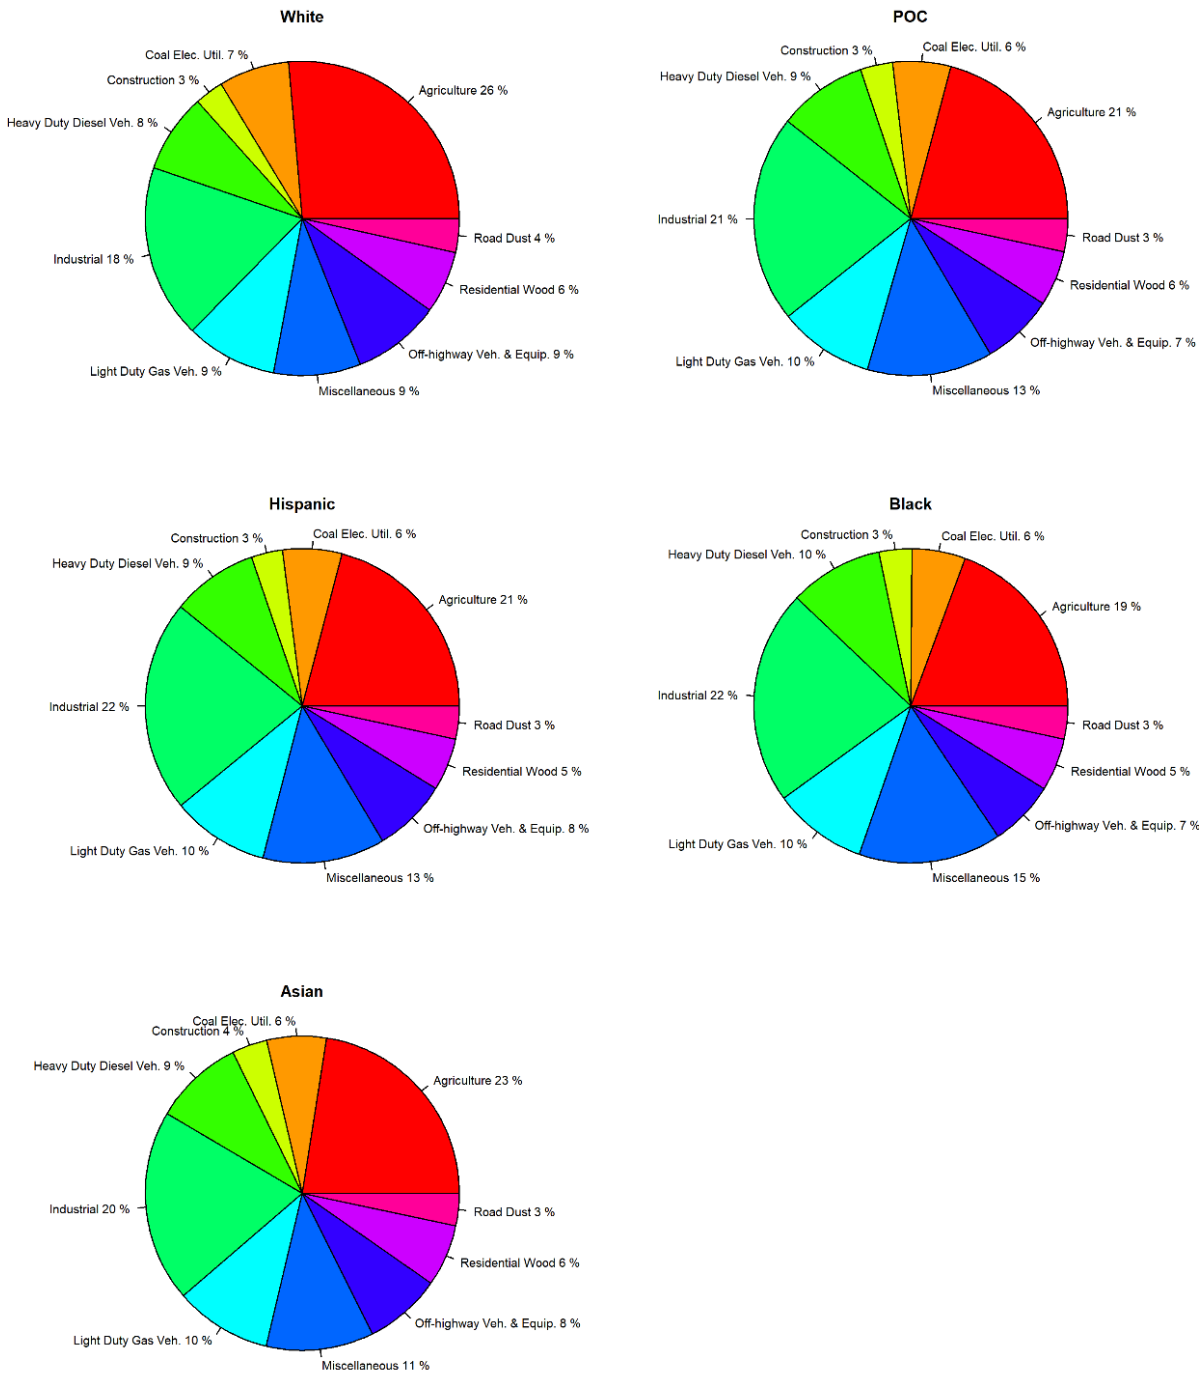 White
Coal Elec. Util. 7 %
Construction 3 %
Agriculture 26 %
Heavy Duty Diesel Veh. 8 %
Road Dust 4 %
Industrial 18 %
Residential Wood 6 %
Off-highway Veh. & Equip. 9 %
Light Duty Gas Veh. 9 %
Miscellaneous 9 %
POC
Coal Elec. Util. 6 %
Construction 3 %
Heavy Duty Diesel Veh. 9 %
Agriculture 21 %
Industrial 21 %
Road Dust 3 %
Residential Wood 6 %
Off-highway Veh. & Equip. 7 %
Light Duty Gas Veh. 10 %
Miscellaneous 13 %
Hispanic
Coal Elec. Util. 6 %
Construction 3 %
Heavy Duty Diesel Veh. 9 %
Agriculture 21 %
Industrial 22 %
Road Dust 3 %
Residential Wood 5 %
Off-highway Veh. & Equip. 8 %
Light Duty Gas Veh. 10 %
Miscellaneous 13 %
Black
Construction 3 %
Coal Elec. Util. 6 %
Heavy Duty Diesel Veh. 10 %
Agriculture 19 %
Industrial 22 %
Road Dust 3 %
Residential Wood 5 %
Off-highway Veh. & Equip. 7 %
Light Duty Gas Veh. 10 %
Miscellaneous 15 %
Asian
Coal Elec. Util. 6 %
Construction 4 %
Heavy Duty Diesel Veh. 9 %
Agriculture 23 %
Industrial 20 %
Road Dust 3 %
Residential Wood 6 %
Off-highway Veh. & Equip. 8 %
Light Duty Gas Veh. 10 %
Miscellaneous 11 %